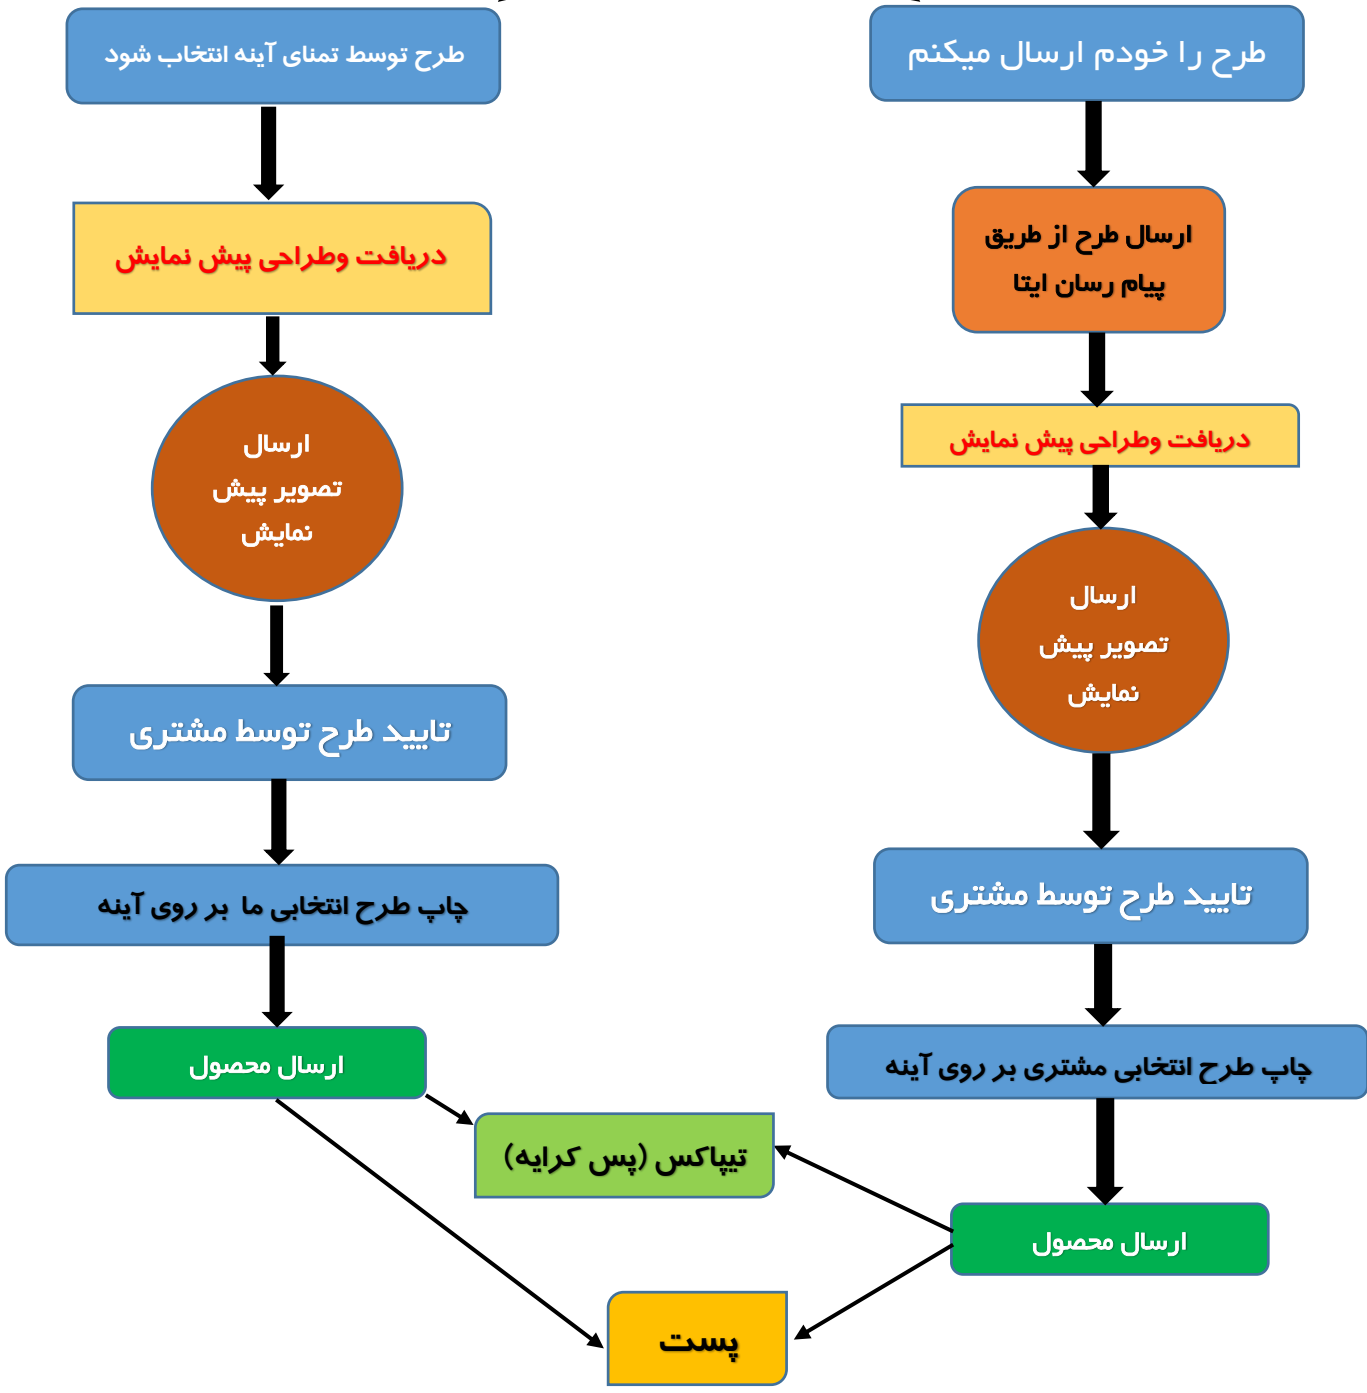 طرح را خودم ارسال میکنم
ارسال طرح از طریق
پیام رسان ایتا
دریافت وطراحی پیش نمایش
ارسال
تصویر پیش
نمایش
تایید طرح توسط مشتری
چاپ طرح انتخابی مشتری بر روی آینه
ارسال محصول
طرح توسط تمنای آینه انتخاب شود
دریافت وطراحی پیش نمایش
ارسال
تصویر پیش
نمایش
تایید طرح توسط مشتری
چاپ طرح انتخابی ما بر روی آینه
ارسال محصول
تیپاکس (پس کرایه)
پست